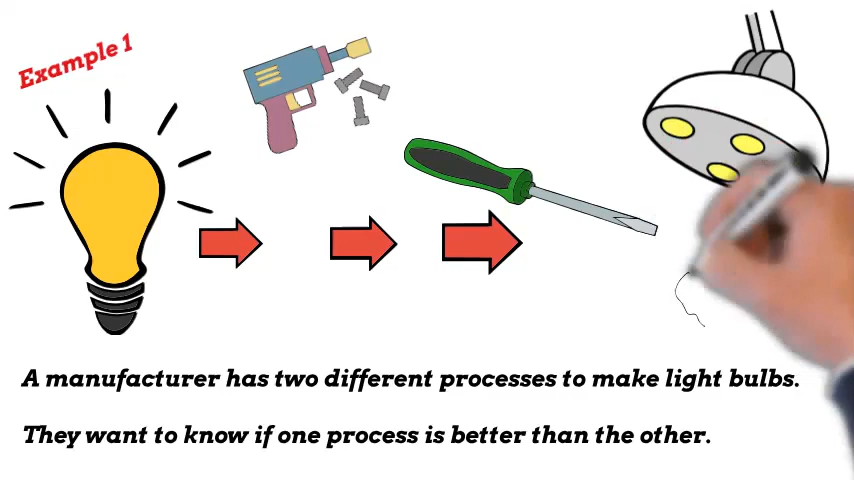 Example 1
A manufacturer has two different processes to make light bulbs.
They want to know if one process is better than the other.